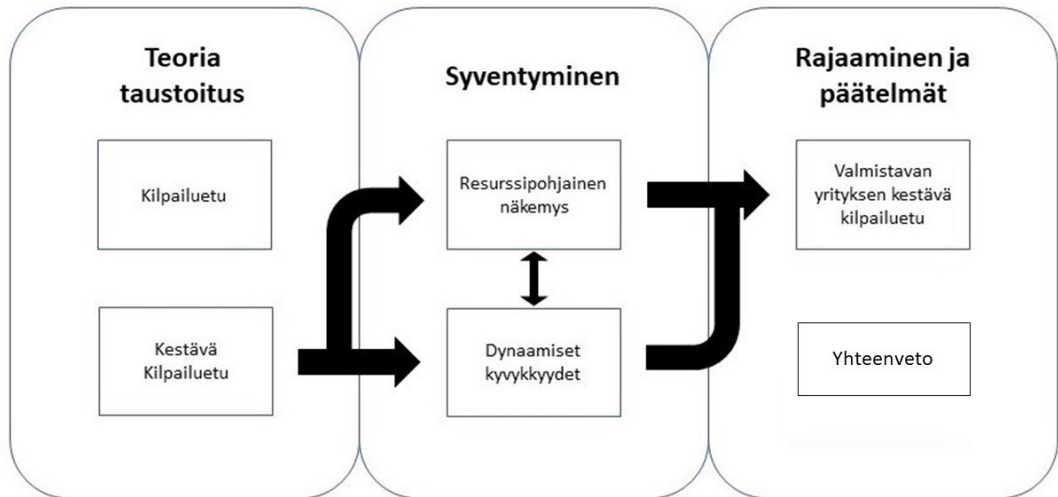 Teoria
taustoitus
Kilpailuetu
Kestävä
Kilpailuetu
Syventyminen
Resurssipohjainen
näkemys
Dynaamiset
kyvykkyydet
Rajaaminen ja
päätelmät
Valmistavan
yrityksen kestävä
kilpailuetu
Yhteenveto